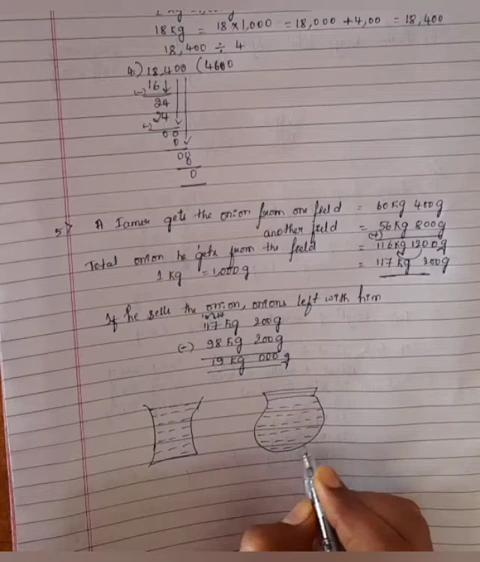 18 Kg = 18 × 1,000 = 18,000 + 4,00 = 18,400
18,400 ÷ 4
4) 18,400 (4600
(-) 16
24
(-) 24
00
0
08
0
5) A Iamer gets the onion from one field = 60 Kg 400 g
another field = 56 Kg 800 g
Total onion he gets from the field = 116 Kg 1200 g
1 Kg = 1,000 g = 117 Kg 200 g
If he sells the onion, onions left with him
117 Kg 200 g
(-) 98 Kg 200 g
19 Kg 000 g